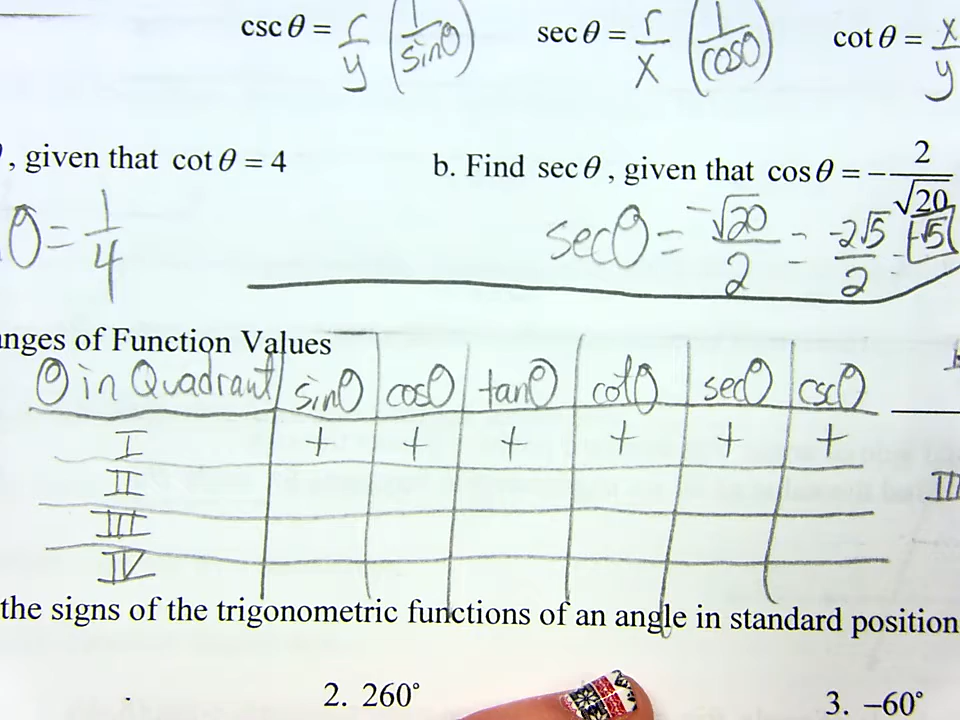 csc θ = r/y (1/sinθ) sec θ = r/x (1/cosθ) cot θ = x/y
, given that cot θ = 4 b. Find sec θ, given that cos θ = −2/√20
θ = 1/4 secθ = -√20/2 = -2√5/2 = -√5
nges of Function Values
θ in Quadrant sinθ cosθ tanθ cotθ secθ cscθ
I + + + + + +
II
III
IV
the signs of the trigonometric functions of an angle in standard position
2. 260° 3. −60°